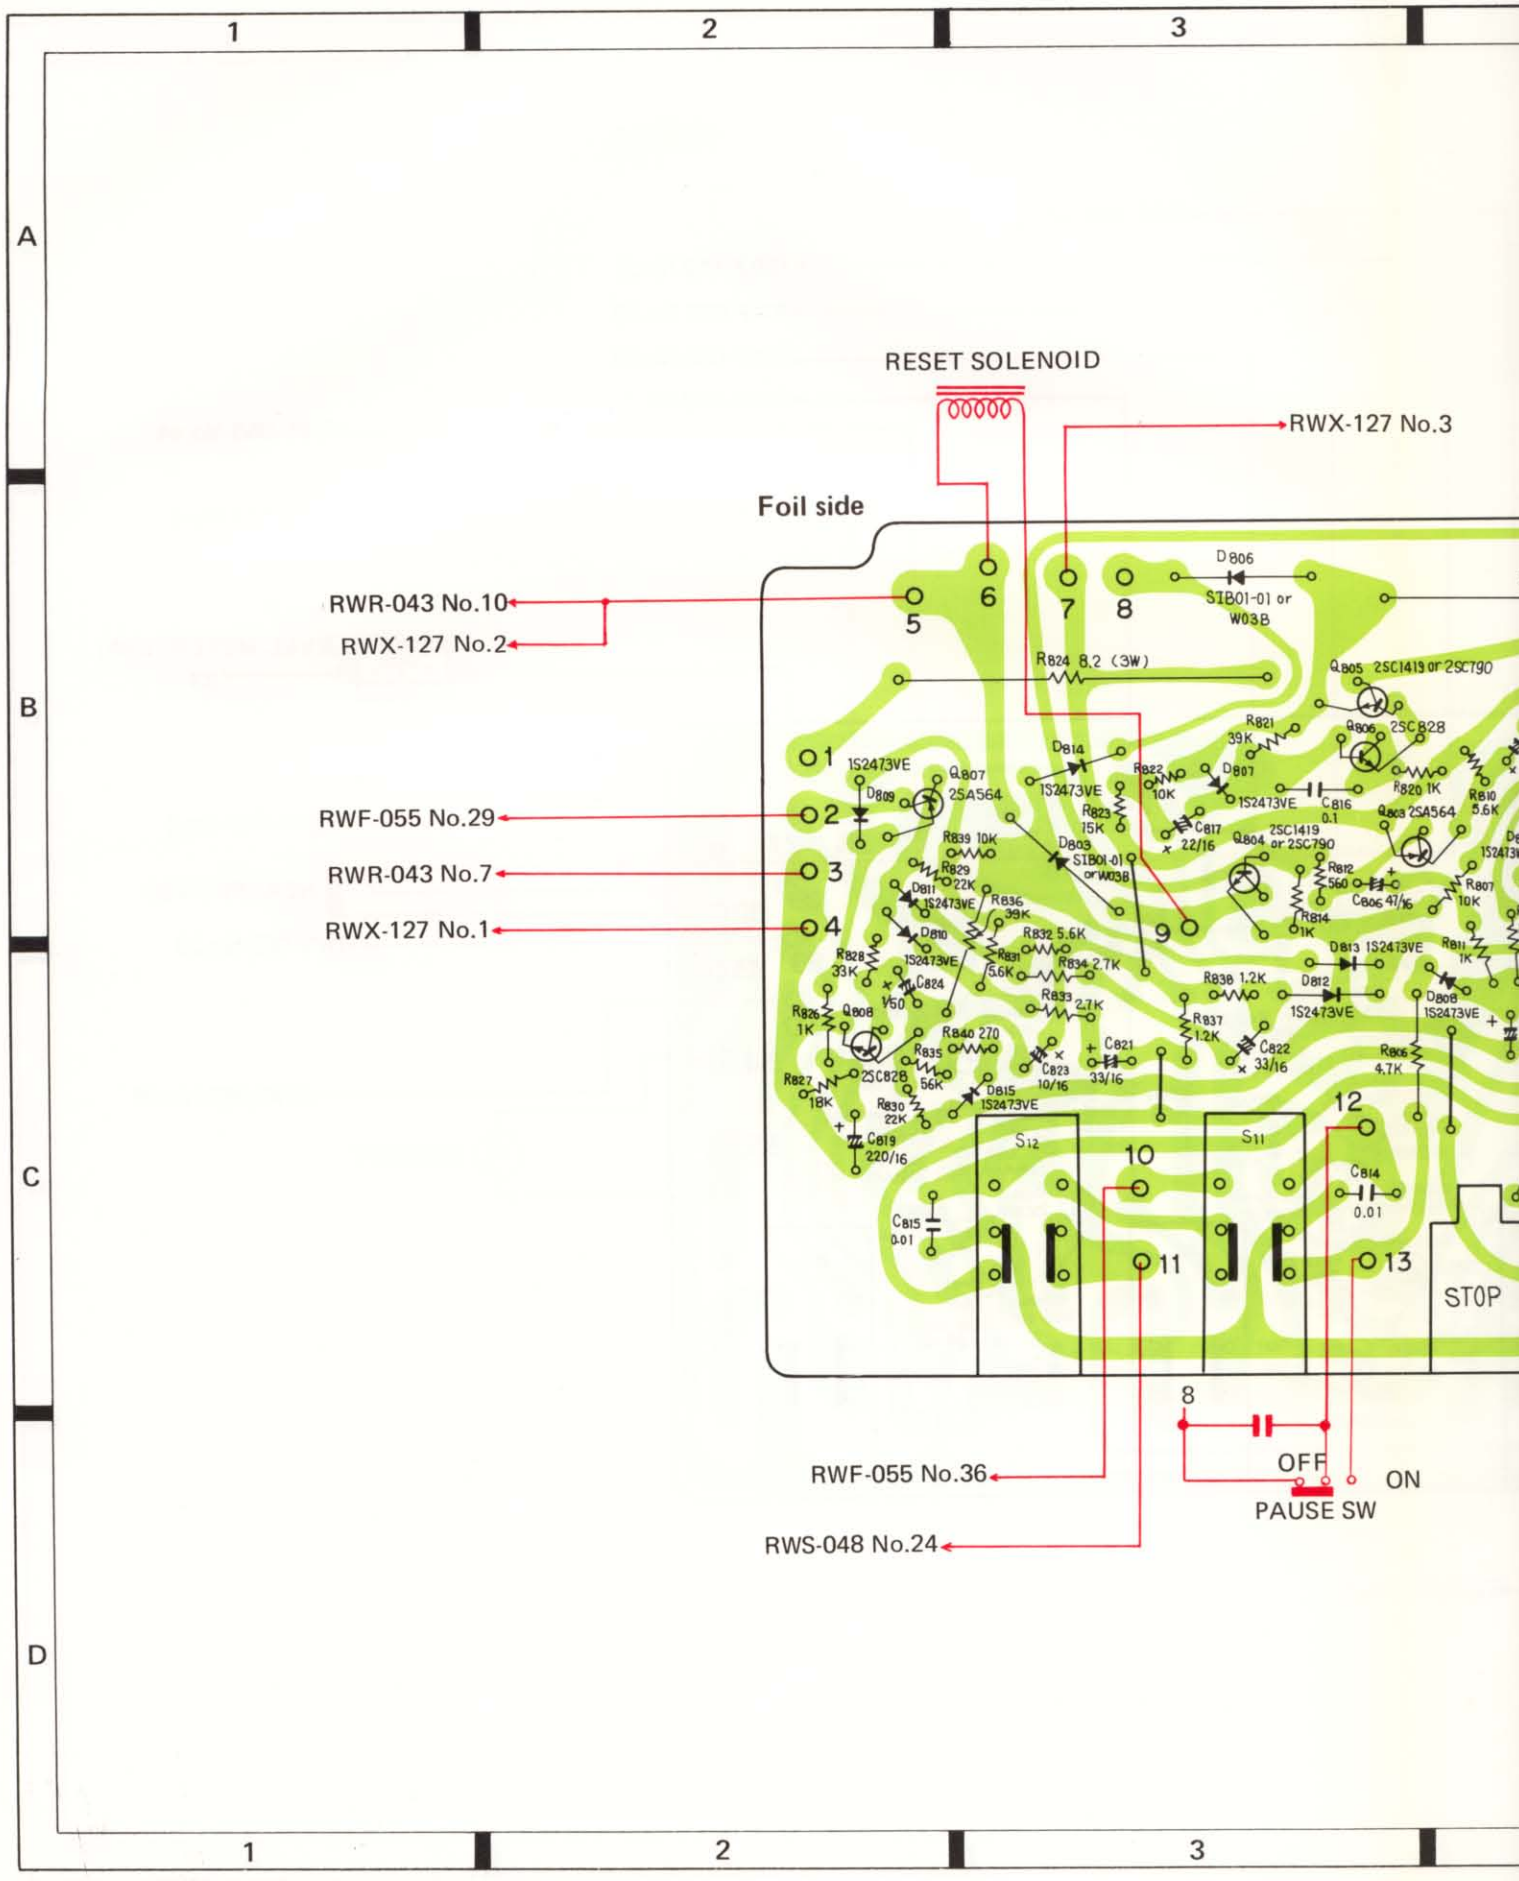 1 2 3
A
RESET SOLENOID
RWX-127 No.3
Foil side
D806
SIB01-01 or
W03B
6 7 8
5
RWR-043 No.10
RWX-127 No.2
R824 8.2 (3W)
Q805 2SC1419 or 2SC790
B
R821
39K
Q806 2SC828
D814
1S2473VE
1
1S2473VE
D809
Q807
2SA564
R822
10K
D807
1S2473VE
R820 1K
R810
5.6K
C816
0.1
RWF-055 No.29
2
R823
15K
C817
22/16
Q803 2SA564
2SC1419
Q804 or 2SC790
R839 10K
D803
SIB01-01
or W03B
1S2473V
R829
22K
RWR-043 No.7
3
R812
560
C806 47/16
R807
10K
D811
1S2473VE
R836
39K
R814
1K
RWX-127 No.1
4
D810
1S2473VE
R832 5.6K
9
D813 1S2473VE
R811
1K
R828
33K
R831
5.6K
R834 2.7K
C824
1/50
R838 1.2K
D812
1S2473VE
D808
1S2473VE
R833 2.7K
R826
1K
Q808
2SC828
R837
1.2K
R840 270
R835
56K
C821
33/16
C823
10/16
C822
33/16
R806
4.7K
R827
18K
R830
22K
D815
1S2473VE
12
C819
220/16
S12
S11
10
C
C814
0.01
C815
0.01
11
13
STOP
8
RWF-055 No.36
OFF
ON
PAUSE SW
RWS-048 No.24
D
1 2 3